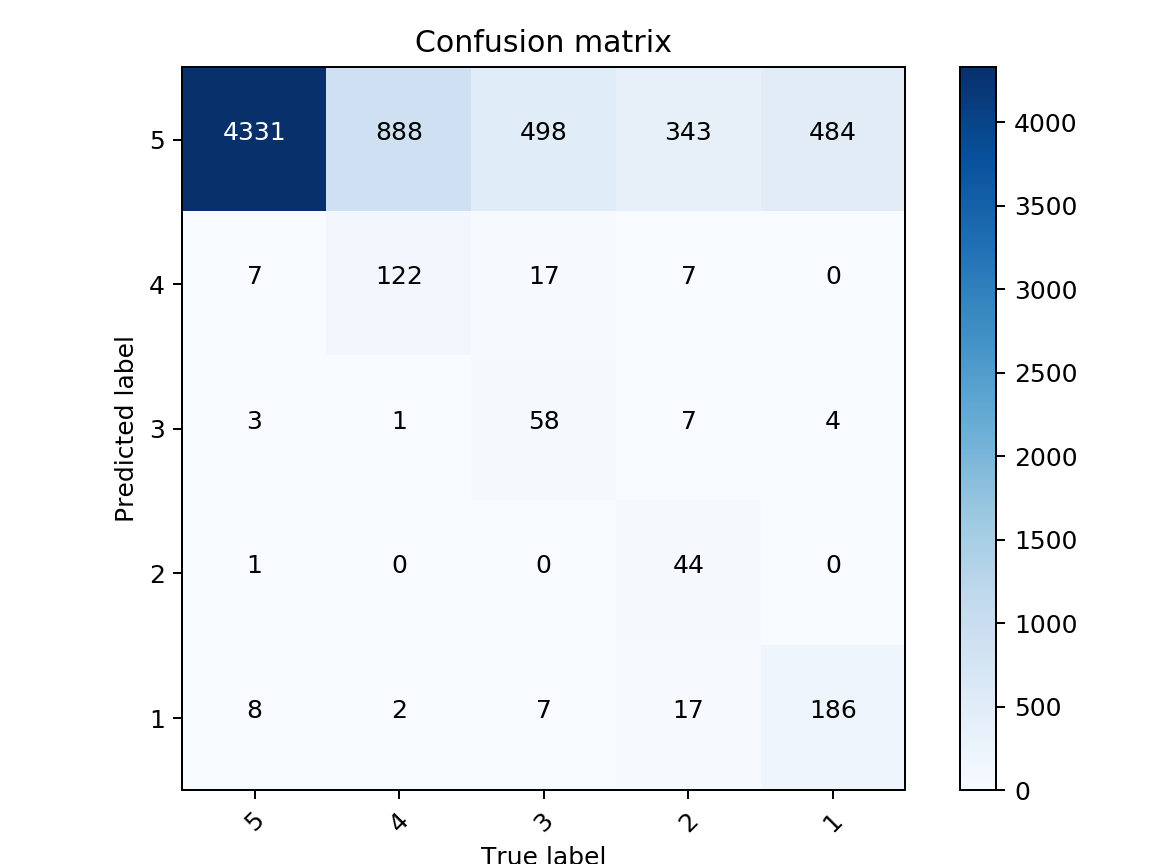 Confusion matrix
5 4331 888 498 343 484
4 7 122 17 7 0
3 3 1 58 7 4
2 1 0 0 44 0
1 8 2 7 17 186
5 4 3 2 1
Predicted label
True label
4000
3500
3000
2500
2000
1500
1000
500
0